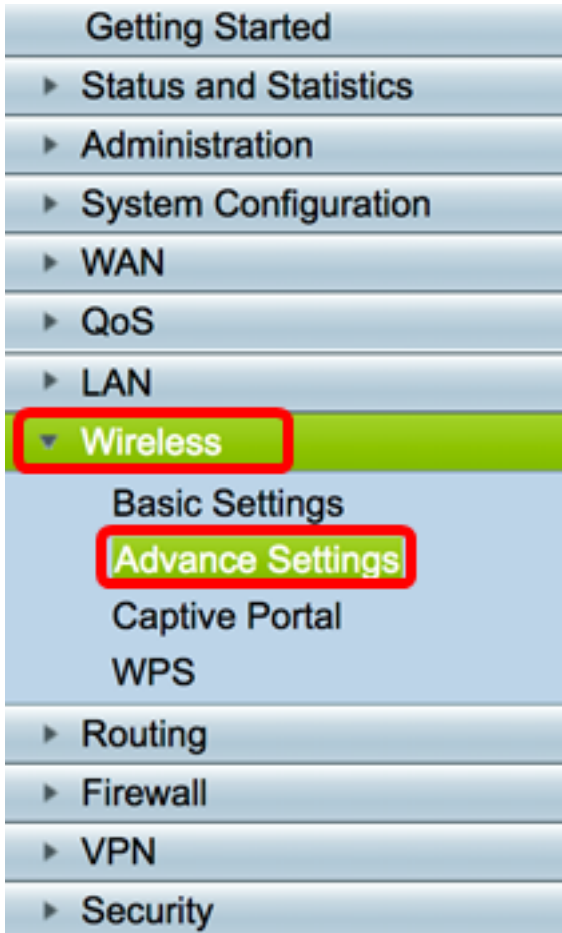 Getting Started
Status and Statistics
Administration
System Configuration
WAN
QoS
LAN
Wireless
Basic Settings
Advance Settings
Captive Portal
WPS
Routing
Firewall
VPN
Security